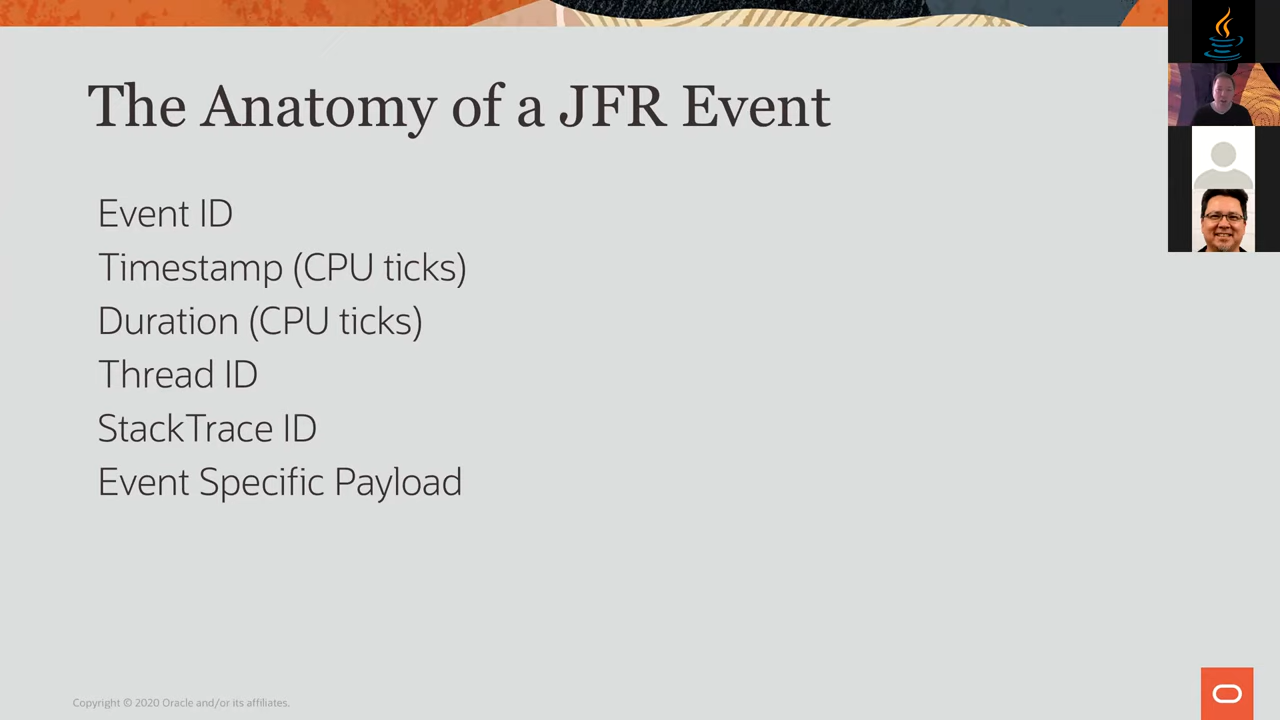 The Anatomy of a JFR Event
Event ID
Timestamp (CPU ticks)
Duration (CPU ticks)
Thread ID
StackTrace ID
Event Specific Payload
Copyright © 2020 Oracle and/or its affiliates.